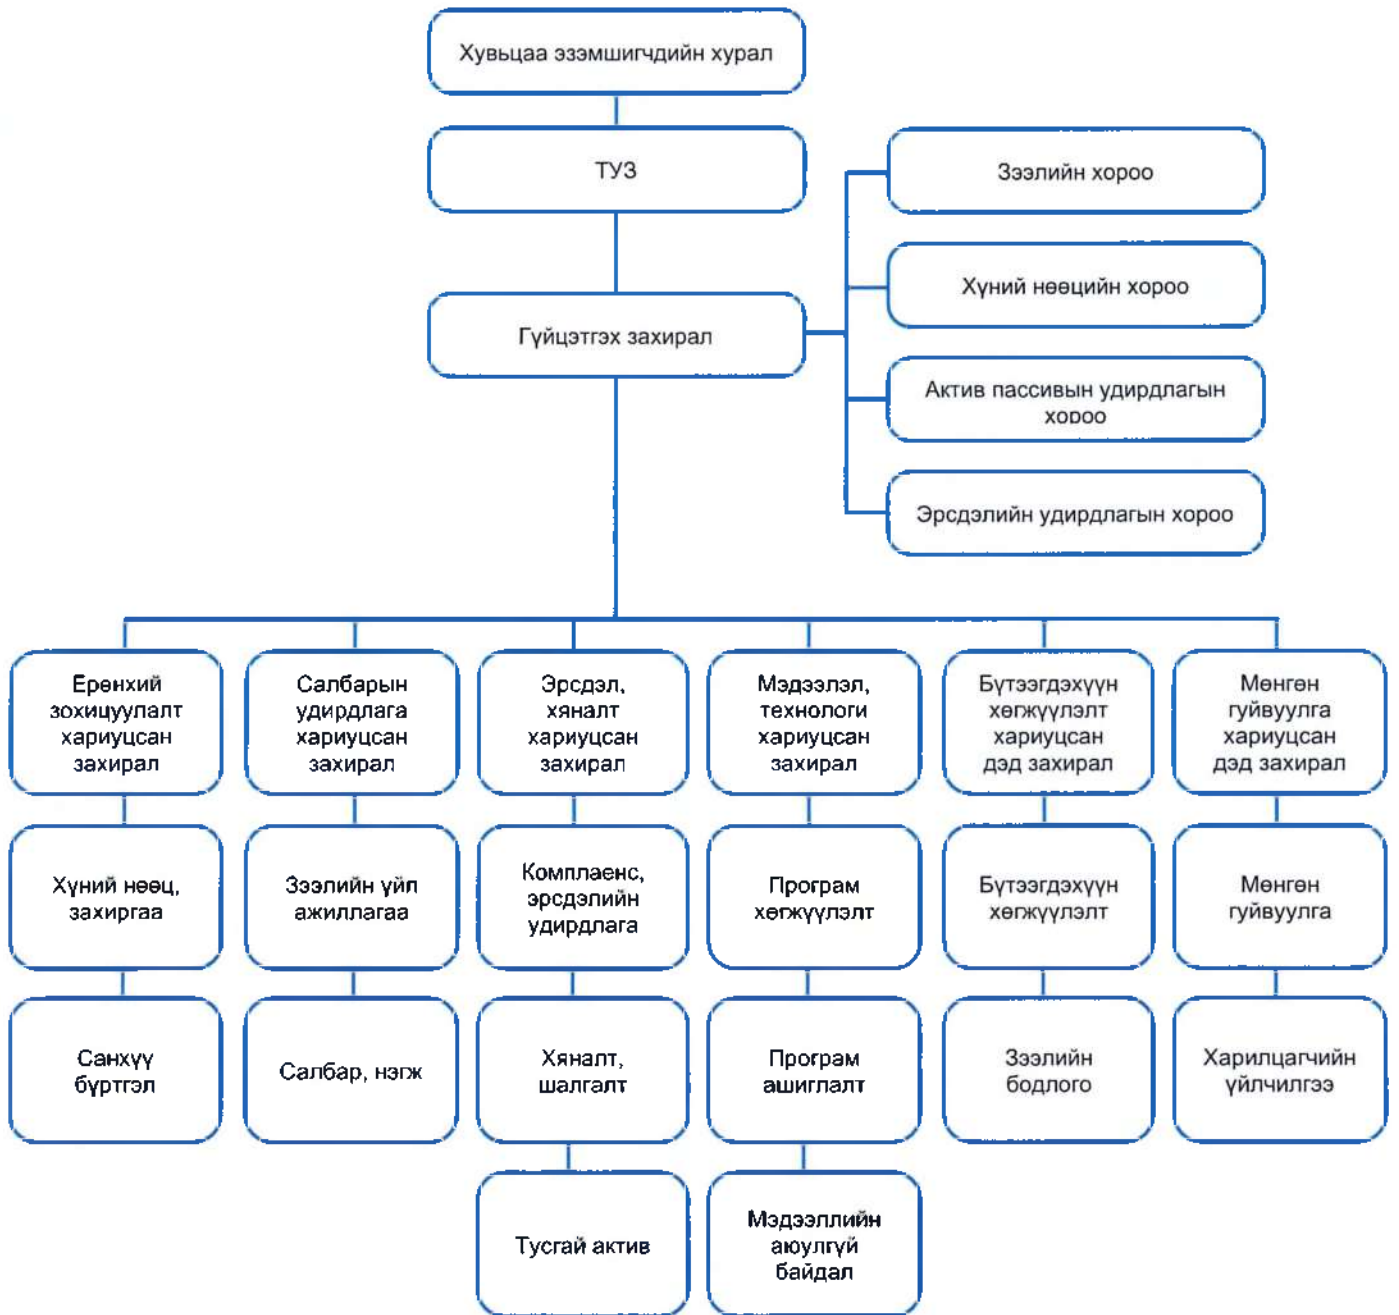 Хувьцаа эзэмшигчдийн хурал
ТУЗ
Зээлийн хороо
Хүний нөөцийн хороо
Гүйцэтгэх захирал
Актив пассивын удирдлагын
хороо
Эрсдэлийн удирдлагын хороо
Ерөнхий
зохицуулалт
хариуцсан
захирал
Салбарын
удирдлага
хариуцсан
захирал
Эрсдэл,
хяналт
хариуцсан
захирал
Мэдээлэл,
технологи
хариуцсан
захирал
Бүтээгдэхүүн
хөгжүүлэлт
хариуцсан
дэд захирал
Мөнгөн
гуйвуулга
хариуцсан
дэд захирал
Хүний нөөц,
захиргаа
Зээлийн үйл
ажиллагаа
Комплаенс,
эрсдэлийн
удирдлага
Програм
хөгжүүлэлт
Бүтээгдэхүүн
хөгжүүлэлт
Мөнгөн
гуйвуулга
Санхүү
бүртгэл
Салбар, нэгж
Хяналт,
шалгалт
Програм
ашиглалт
Зээлийн
бодлого
Харилцагчийн
үйлчилгээ
Тусгай актив
Мэдээллийн
аюулгүй
байдал